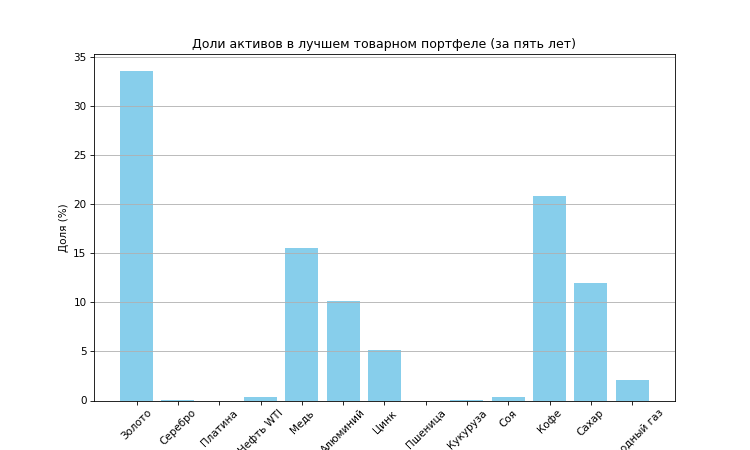 Доли активов в лучшем товарном портфеле (за пять лет)
Доля (%)
35
30
25
20
15
10
5
0
Золото
Серебро
Платина
Нефть WTI
Медь
Алюминий
Цинк
Пшеница
Кукуруза
Соя
Кофе
Сахар
газ